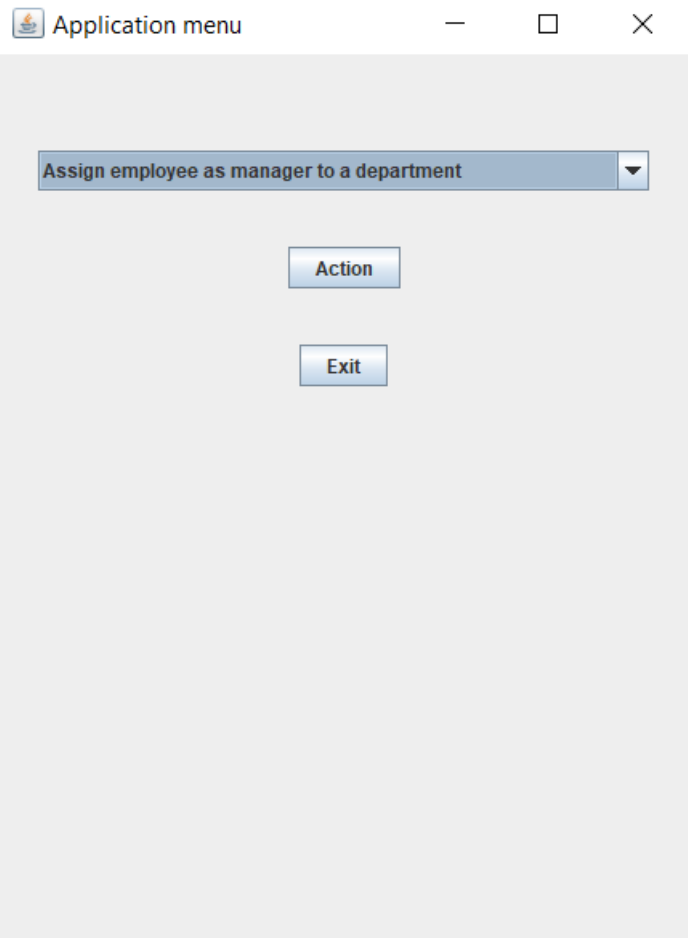 Application menu
Assign employee as manager to a department
Action
Exit